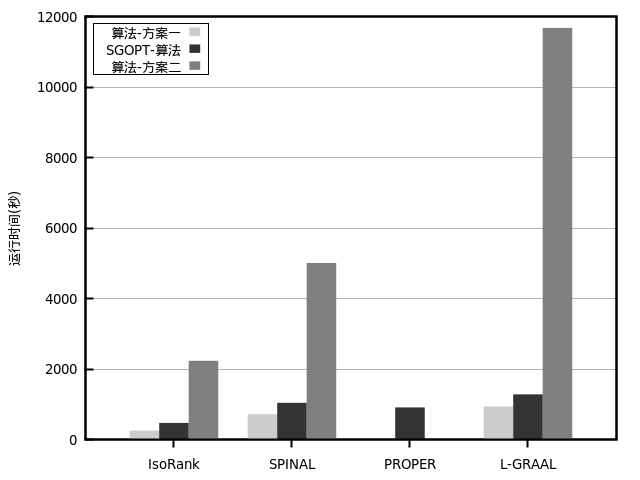 12000
10000
8000
6000
4000
2000
0
运行时间(秒)
算法-方案一
SGOPT-算法
算法-方案二
IsoRank
SPINAL
PROPER
L-GRAAL